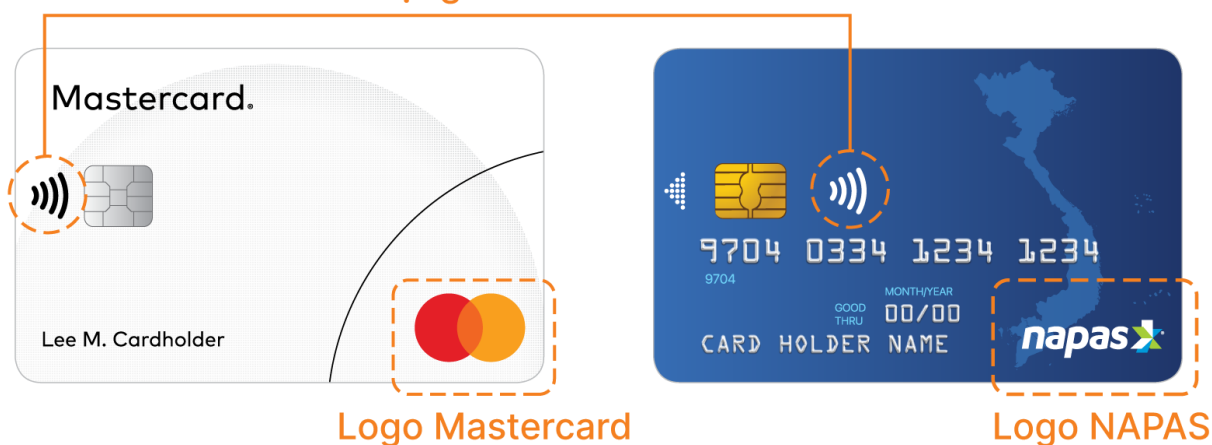 Mastercard.
Lee M. Cardholder
Logo Mastercard
9704 0334 1234 1234
9704
MONTH/YEAR
GOOD THRU 00/00
CARD HOLDER NAME
napas
Logo NAPAS